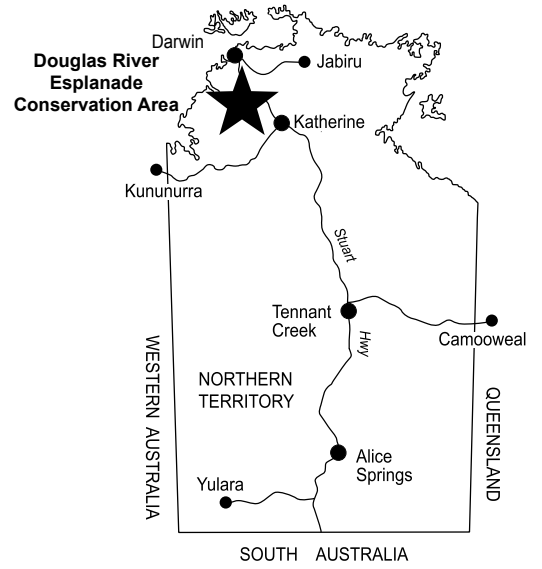 Darwin
Douglas River
Esplanade
Conservation Area
Jabiru
Katherine
Kununurra
Stuart
Tennant
Creek
Hwy
Camooweal
WESTERN AUSTRALIA
NORTHERN
TERRITORY
QUEENSLAND
Alice
Springs
Yulara
SOUTH AUSTRALIA